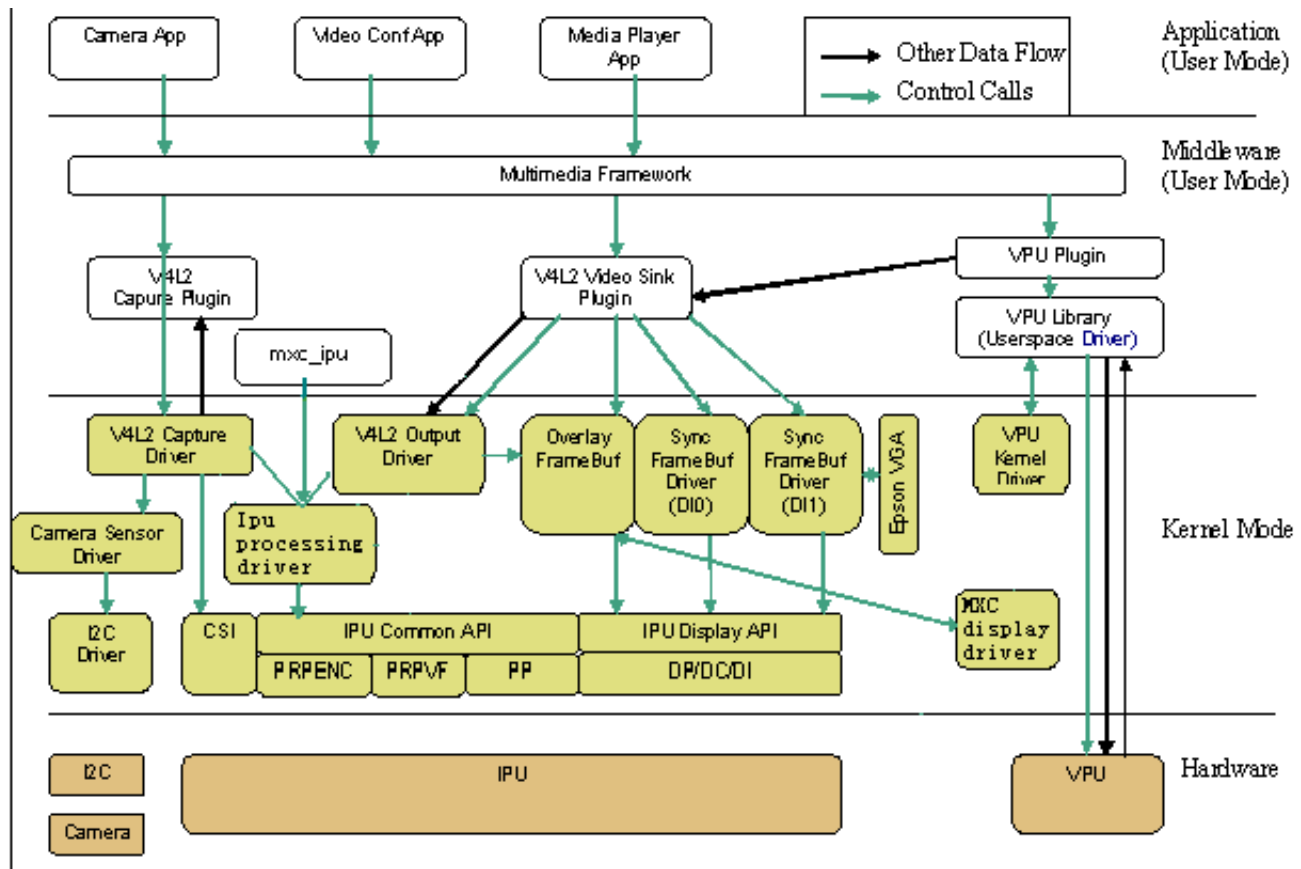 Camera App
Video Conf App
Media Player
App
Other Data Flow
Control Calls
Application
(User Mode)
Multimedia Framework
Middleware
(User Mode)
V4L2
Capure Plugin
V4L2 Video Sink
Plugin
VPU Plugin
VPU Library
(Userspace Driver)
mxc_ipu
V4L2 Capture
Driver
V4L2 Output
Driver
Overlay
FrameBuf
Sync
FrameBuf
Driver
(DI0)
Sync
FrameBuf
Driver
(DI1)
Epson VGA
VPU
Kernel
Driver
Kernel Mode
Camera Sensor
Driver
Ipu
processing
driver
I2C
Driver
CSI
IPU Common API
IPU Display API
MXC
display
driver
PRPENC
PRPVF
PP
DP/DC/DI
I2C
IPU
VPU
Hardware
Camera